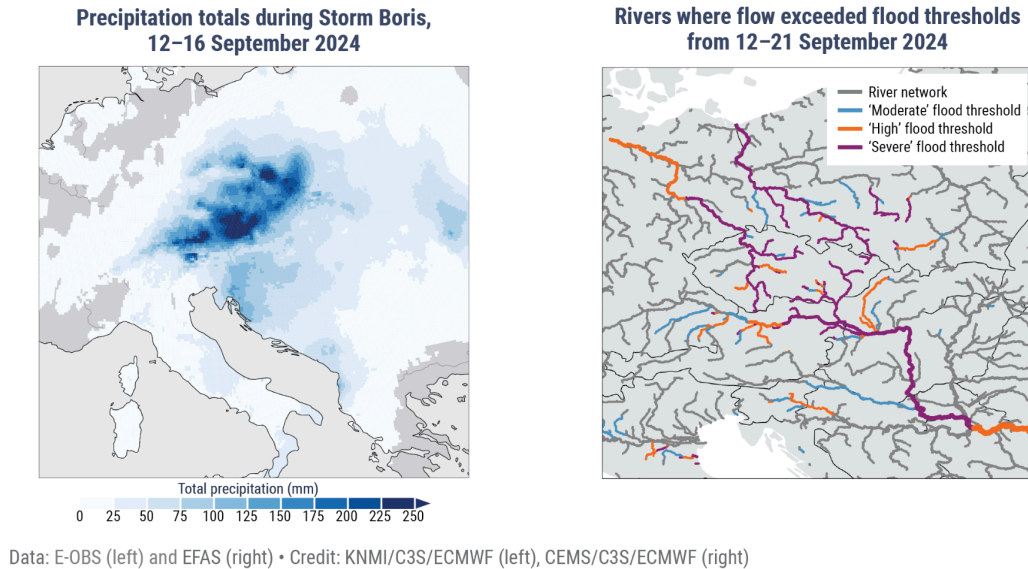 Precipitation totals during Storm Boris,
12–16 September 2024
Rivers where flow exceeded flood thresholds
from 12–21 September 2024
River network
‘Moderate’ flood threshold
‘High’ flood threshold
‘Severe’ flood threshold
Total precipitation (mm)
0 25 50 75 100 125 150 175 200 225 250
Data: E-OBS (left) and EFAS (right) • Credit: KNMI/C3S/ECMWF (left), CEMS/C3S/ECMWF (right)